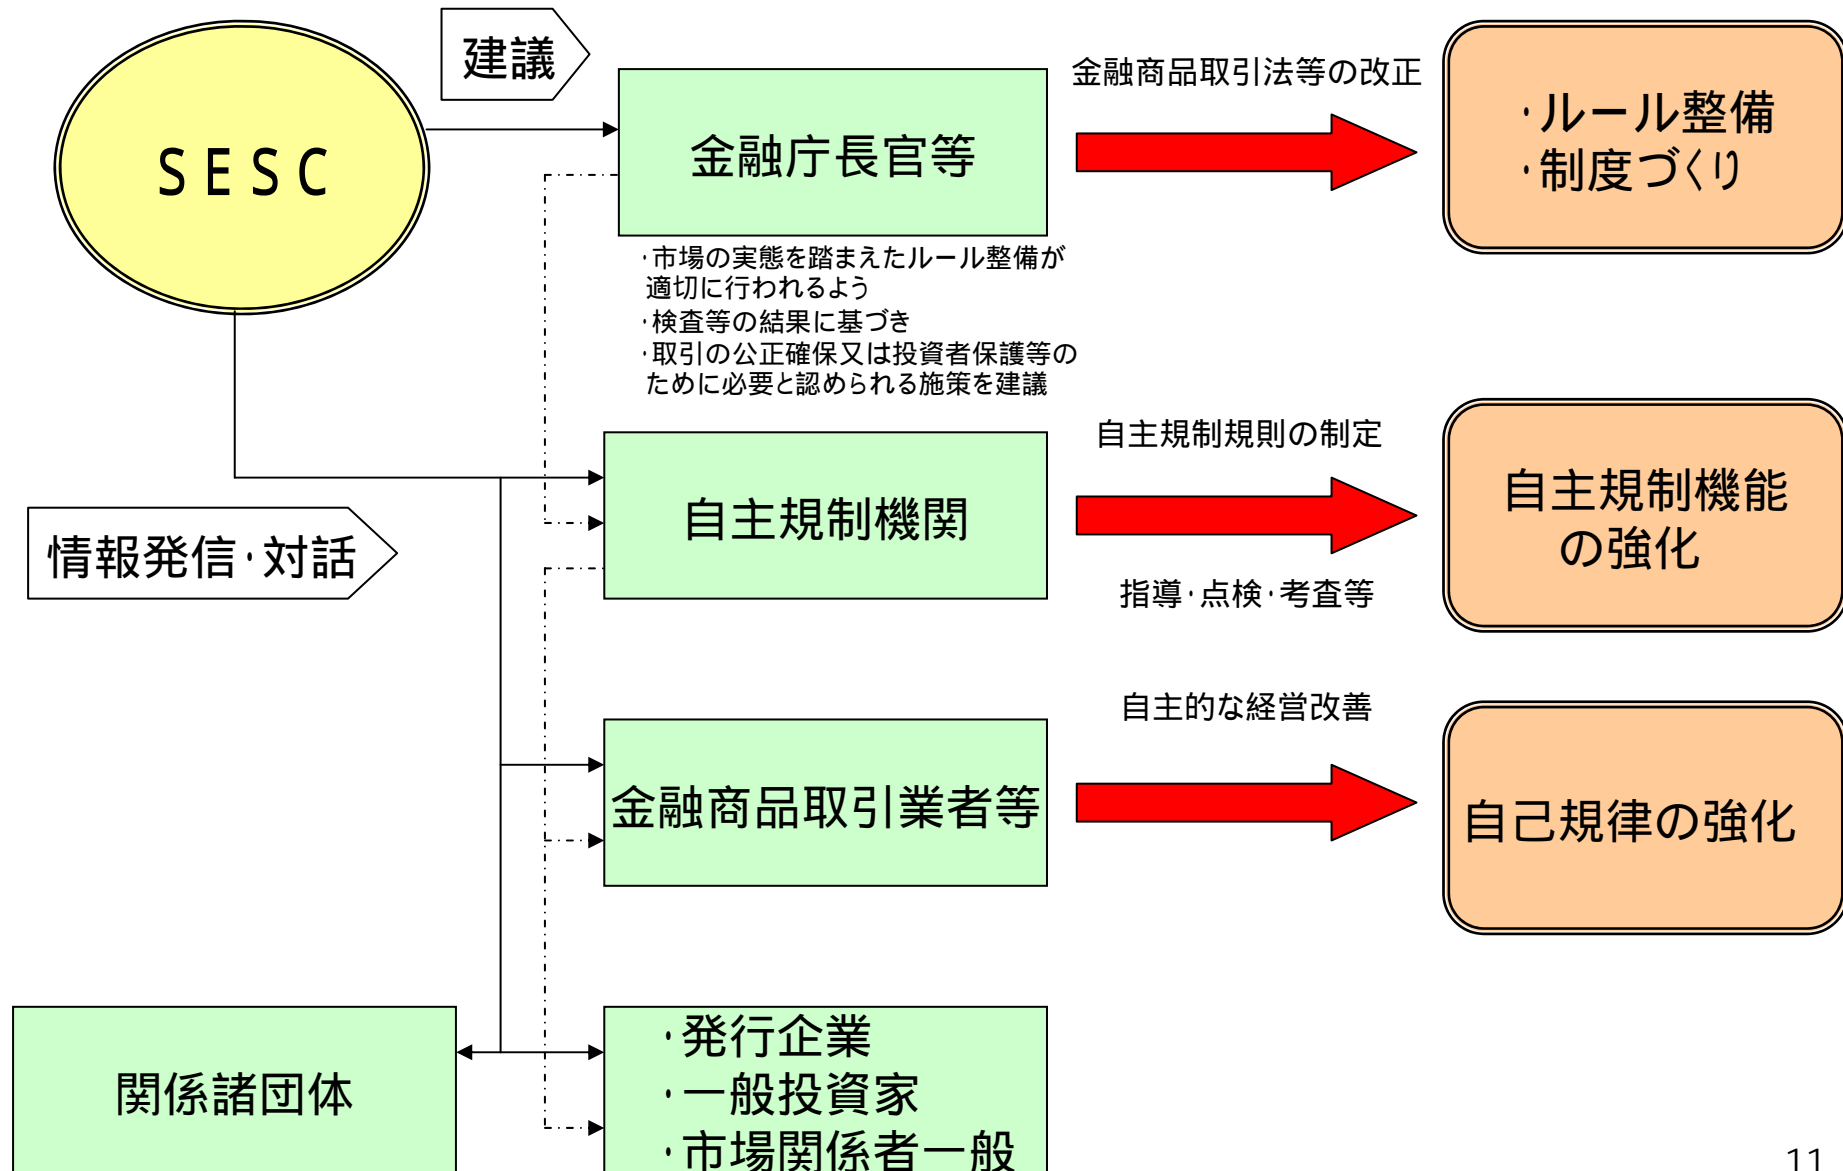 建議
SESC
金融庁長官等
金融商品取引法等の改正
・ルール整備
・制度づくり
・市場の実態を踏まえたルール整備が
適切に行われるよう
・検査等の結果に基づき
・取引の公正確保又は投資者保護等の
ために必要と認められる施策を建議
情報発信・対話
自主規制機関
自主規制規則の制定
指導・点検・考査等
自主規制機能
の強化
金融商品取引業者等
自主的な経営改善
自己規律の強化
関係諸団体
・発行企業
・一般投資家
・市場関係者一般
11